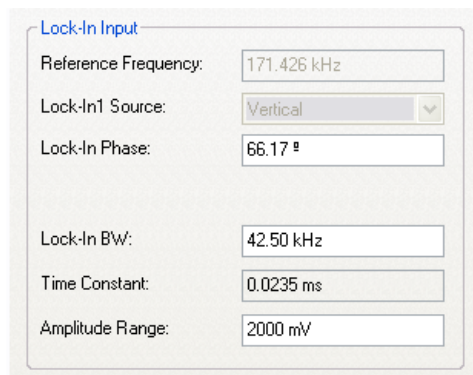 Lock-In Input
Reference Frequency: 171.426 kHz
Lock-In1 Source: Vertical
Lock-In Phase: 66.17 º
Lock-In BW: 42.50 kHz
Time Constant: 0.0235 ms
Amplitude Range: 2000 mV